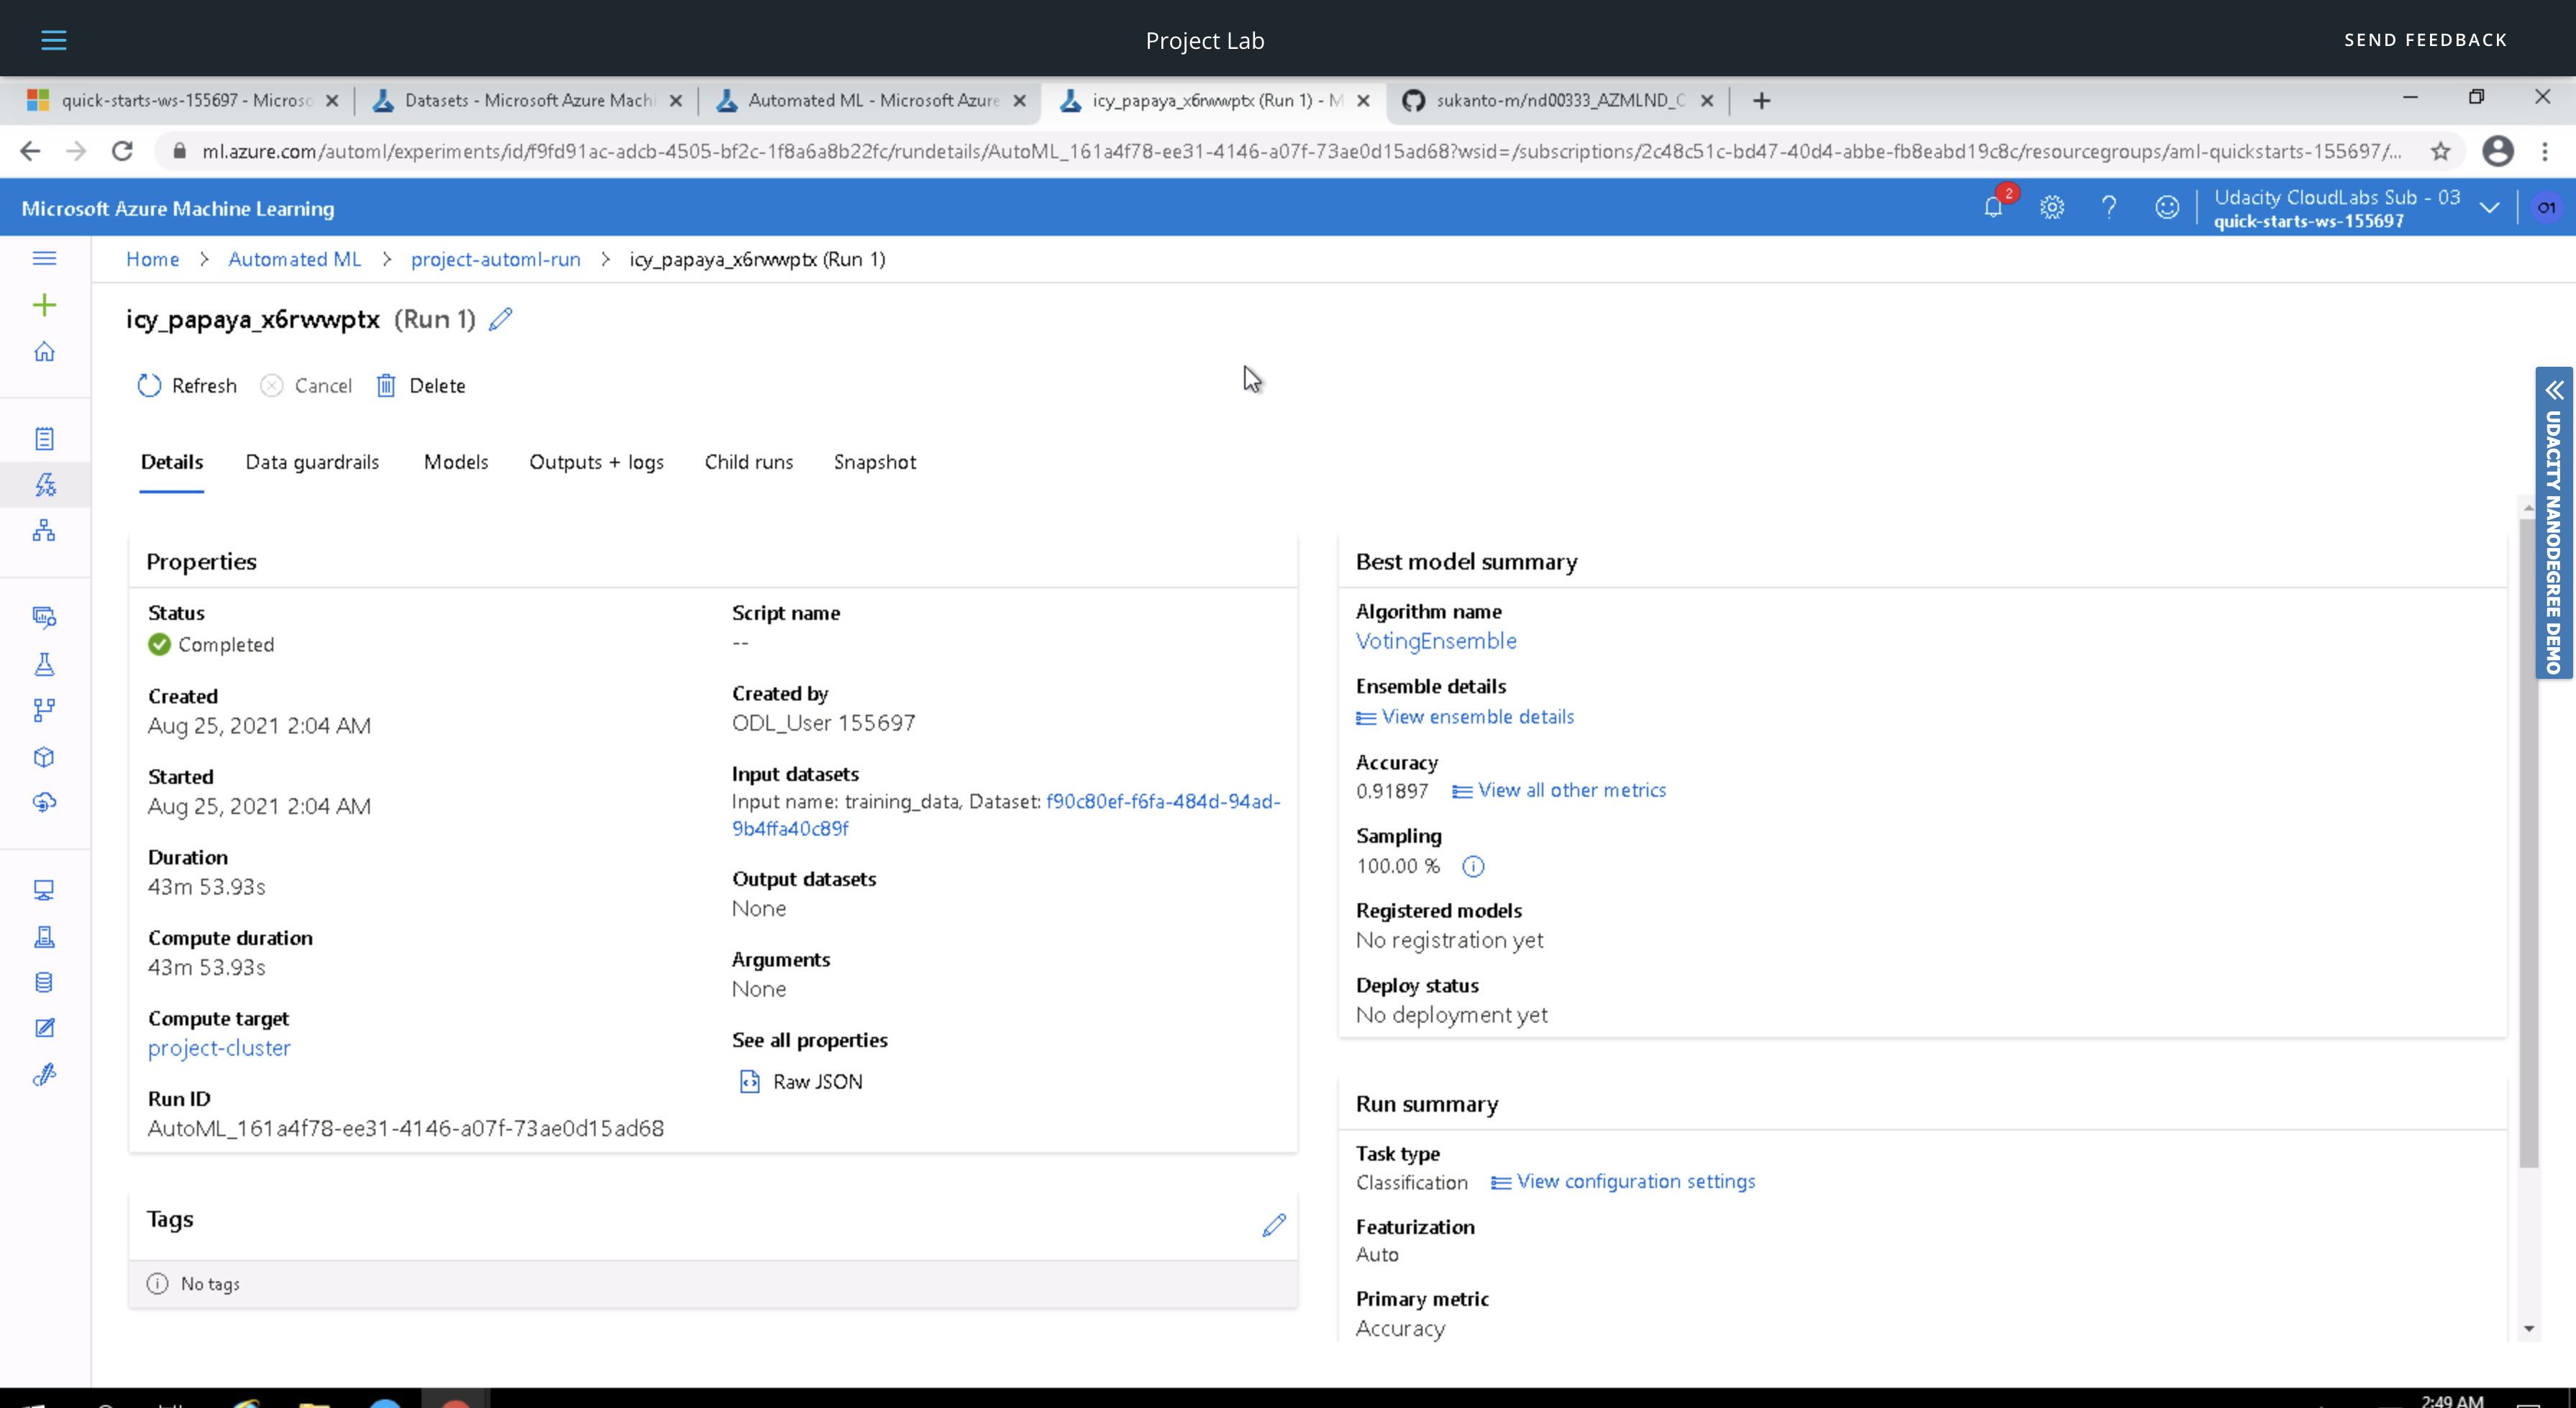 Project Lab
SEND FEEDBACK
quick-starts-ws-155697 - Microso
Datasets - Microsoft Azure Machi
Automated ML - Microsoft Azure
icy_papaya_x6rwwptx (Run 1) - M
sukanto-m/nd00333_AZMLND_C
ml.azure.com/automl/experiments/id/f9fd91ac-adcb-4505-bf2c-1f8a6a8b22fc/rundetails/AutoML_161a4f78-ee31-4146-a07f-73ae0d15ad68?wsid=/subscriptions/2c48c51c-bd47-40d4-abbe-fb8eabd19c8c/resourcegroups/aml-quickstarts-155697/...
Microsoft Azure Machine Learning
2
Udacity CloudLabs Sub - 03
quick-starts-ws-155697
O1
Home > Automated ML > project-automl-run > icy_papaya_x6rwwptx (Run 1)
icy_papaya_x6rwwptx (Run 1)
Refresh Cancel Delete
Details Data guardrails Models Outputs + logs Child runs Snapshot
Properties
Status
Completed
Created
Aug 25, 2021 2:04 AM
Started
Aug 25, 2021 2:04 AM
Duration
43m 53.93s
Compute duration
43m 53.93s
Compute target
project-cluster
Run ID
AutoML_161a4f78-ee31-4146-a07f-73ae0d15ad68
Script name
--
Created by
ODL_User 155697
Input datasets
Input name: training_data, Dataset: f90c80ef-f6fa-484d-94ad-
9b4ffa40c89f
Output datasets
None
Arguments
None
See all properties
Raw JSON
Tags
No tags
Best model summary
Algorithm name
VotingEnsemble
Ensemble details
View ensemble details
Accuracy
0.91897 View all other metrics
Sampling
100.00 %
Registered models
No registration yet
Deploy status
No deployment yet
Run summary
Task type
Classification View configuration settings
Featurization
Auto
Primary metric
Accuracy
UDACITY NANODEGREE DEMO
2:49 AM